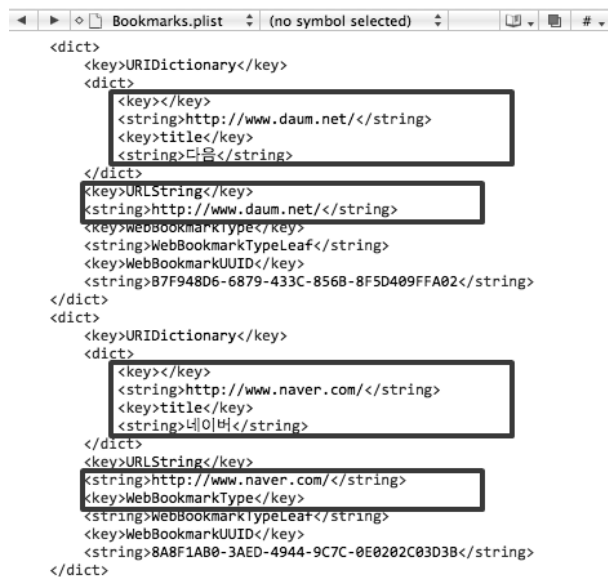 Bookmarks.plist (no symbol selected) #
<dict>
<key>URIDictionary</key>
<dict>
<key></key>
<string>http://www.daum.net/</string>
<key>title</key>
<string>다음</string>
</dict>
<key>URLString</key>
<string>http://www.daum.net/</string>
<key>WebBookmarkType</key>
<string>WebBookmarkTypeLeaf</string>
<key>WebBookmarkUUID</key>
<string>B7F948D6-6879-433C-856B-8F5D409FFA02</string>
</dict>
<dict>
<key>URIDictionary</key>
<dict>
<key></key>
<string>http://www.naver.com/</string>
<key>title</key>
<string>네이버</string>
</dict>
<key>URLString</key>
<string>http://www.naver.com/</string>
<key>WebBookmarkType</key>
<string>WebBookmarkTypeLeaf</string>
<key>WebBookmarkUUID</key>
<string>8A8F1AB0-3AED-4944-9C7C-0E0202C03D3B</string>
</dict>